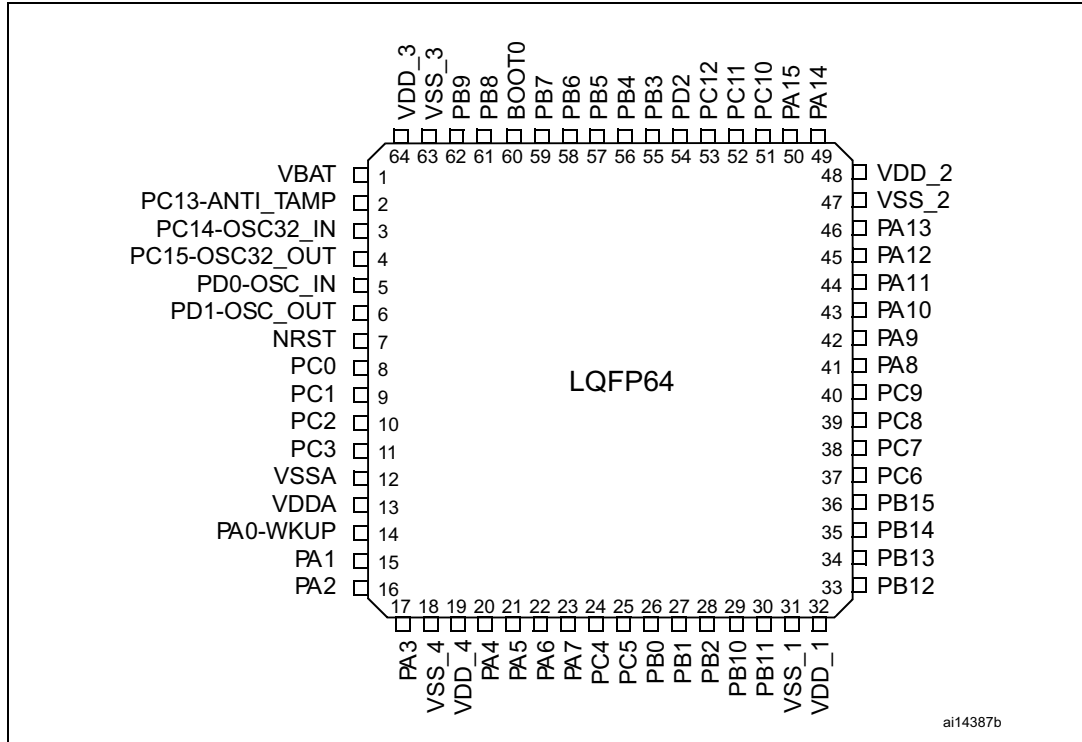 VDD_3
VSS_3
PB9
PB8
BOOT0
PB7
PB6
PB5
PB4
PB3
PD2
PC12
PC11
PC10
PA15
PA14
64 63 62 61 60 59 58 57 56 55 54 53 52 51 50 49
VBAT 1
PC13-ANTI_TAMP 2
PC14-OSC32_IN 3
PC15-OSC32_OUT 4
PD0-OSC_IN 5
PD1-OSC_OUT 6
NRST 7
PC0 8
PC1 9
PC2 10
PC3 11
VSSA 12
VDDA 13
PA0-WKUP 14
PA1 15
PA2 16
LQFP64
48 VDD_2
47 VSS_2
46 PA13
45 PA12
44 PA11
43 PA10
42 PA9
41 PA8
40 PC9
39 PC8
38 PC7
37 PC6
36 PB15
35 PB14
34 PB13
33 PB12
17 18 19 20 21 22 23 24 25 26 27 28 29 30 31 32
PA3
VSS_4
VDD_4
PA4
PA5
PA6
PA7
PC4
PC5
PB0
PB1
PB2
PB10
PB11
VSS_1
VDD_1
ai14387b